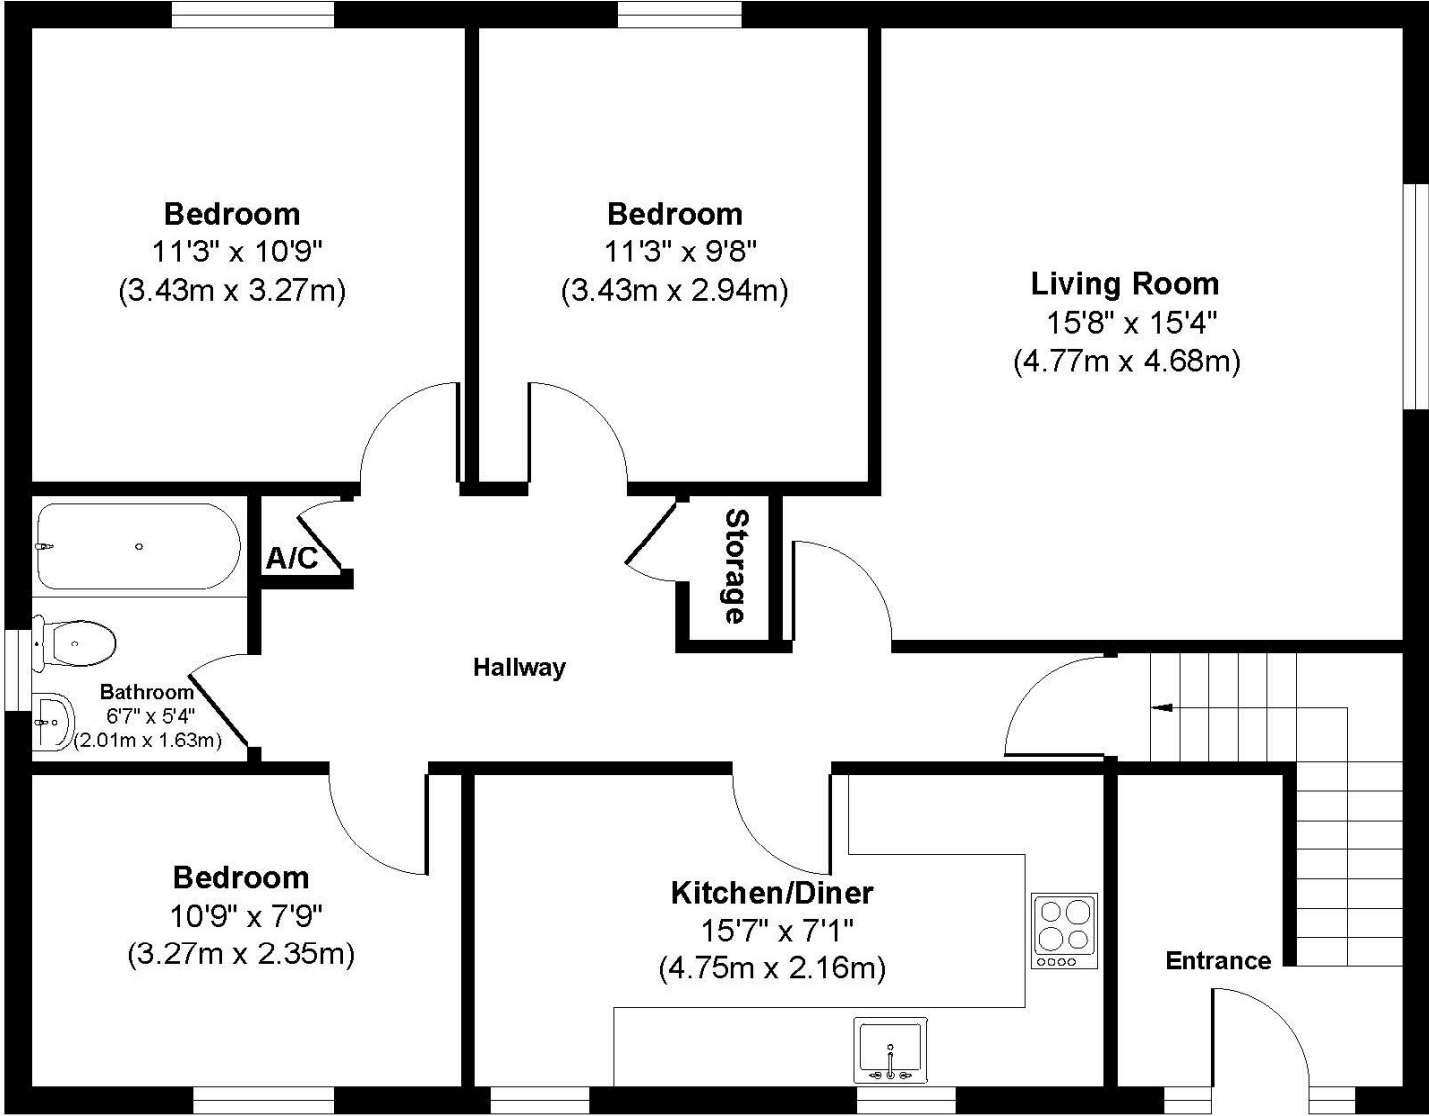 Bedroom
11'3" x 10'9"
(3.43m x 3.27m)
Bedroom
11'3" x 9'8"
(3.43m x 2.94m)
Living Room
15'8" x 15'4"
(4.77m x 4.68m)
A/C
Storage
Hallway
Bathroom
6'7" x 5'4"
(2.01m x 1.63m)
Bedroom
10'9" x 7'9"
(3.27m x 2.35m)
Kitchen/Diner
15'7" x 7'1"
(4.75m x 2.16m)
Entrance